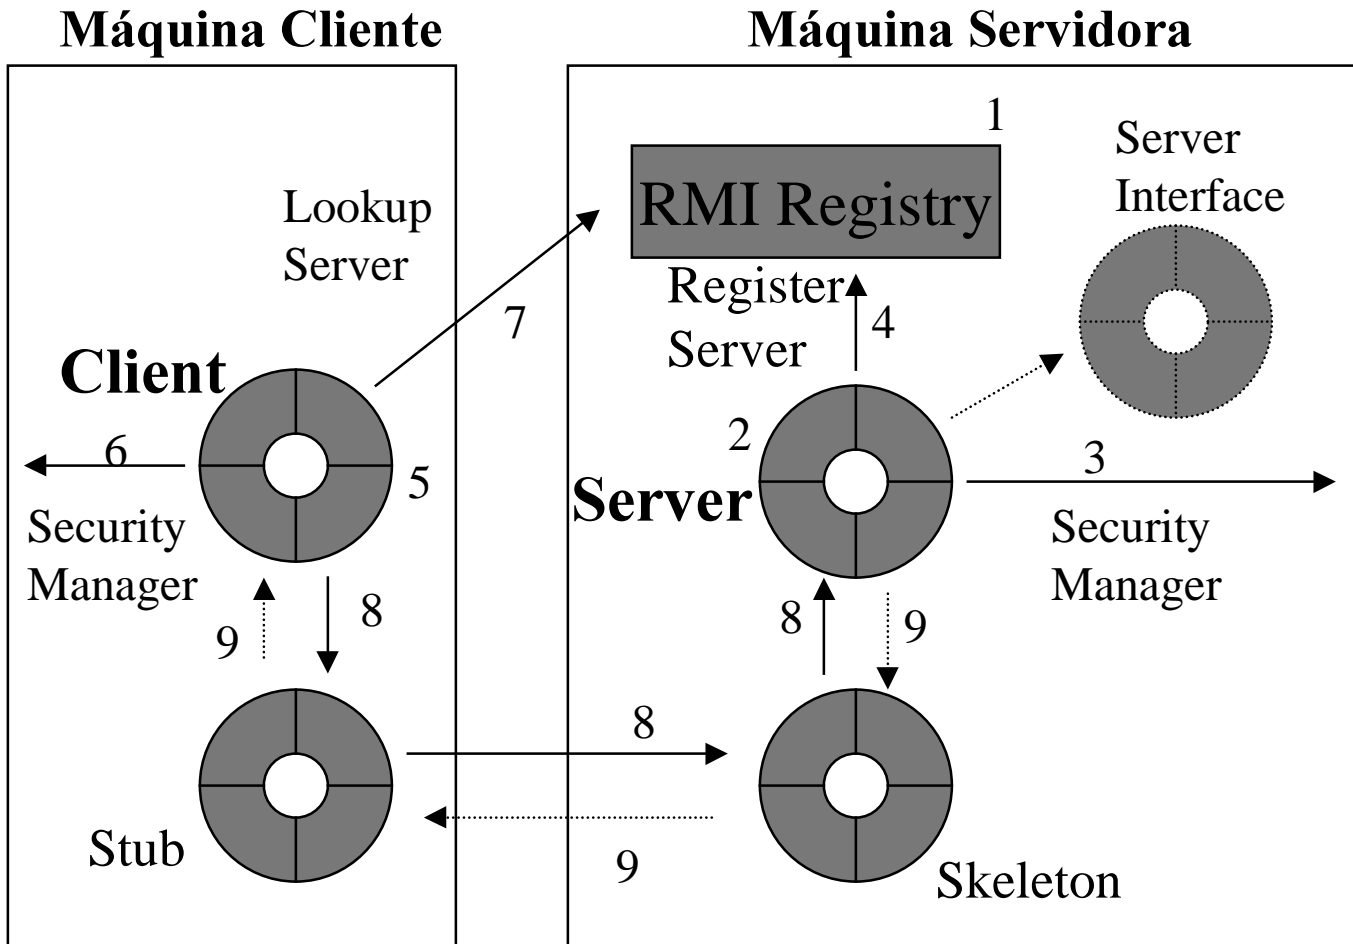 Máquina Cliente
Máquina Servidora
1
Server
Interface
RMI Registry
Lookup
Server
Register
Server
7
4
Client
2
3
6
5
Server
Security
Manager
Security
Manager
9
8
8
9
8
Stub
9
Skeleton